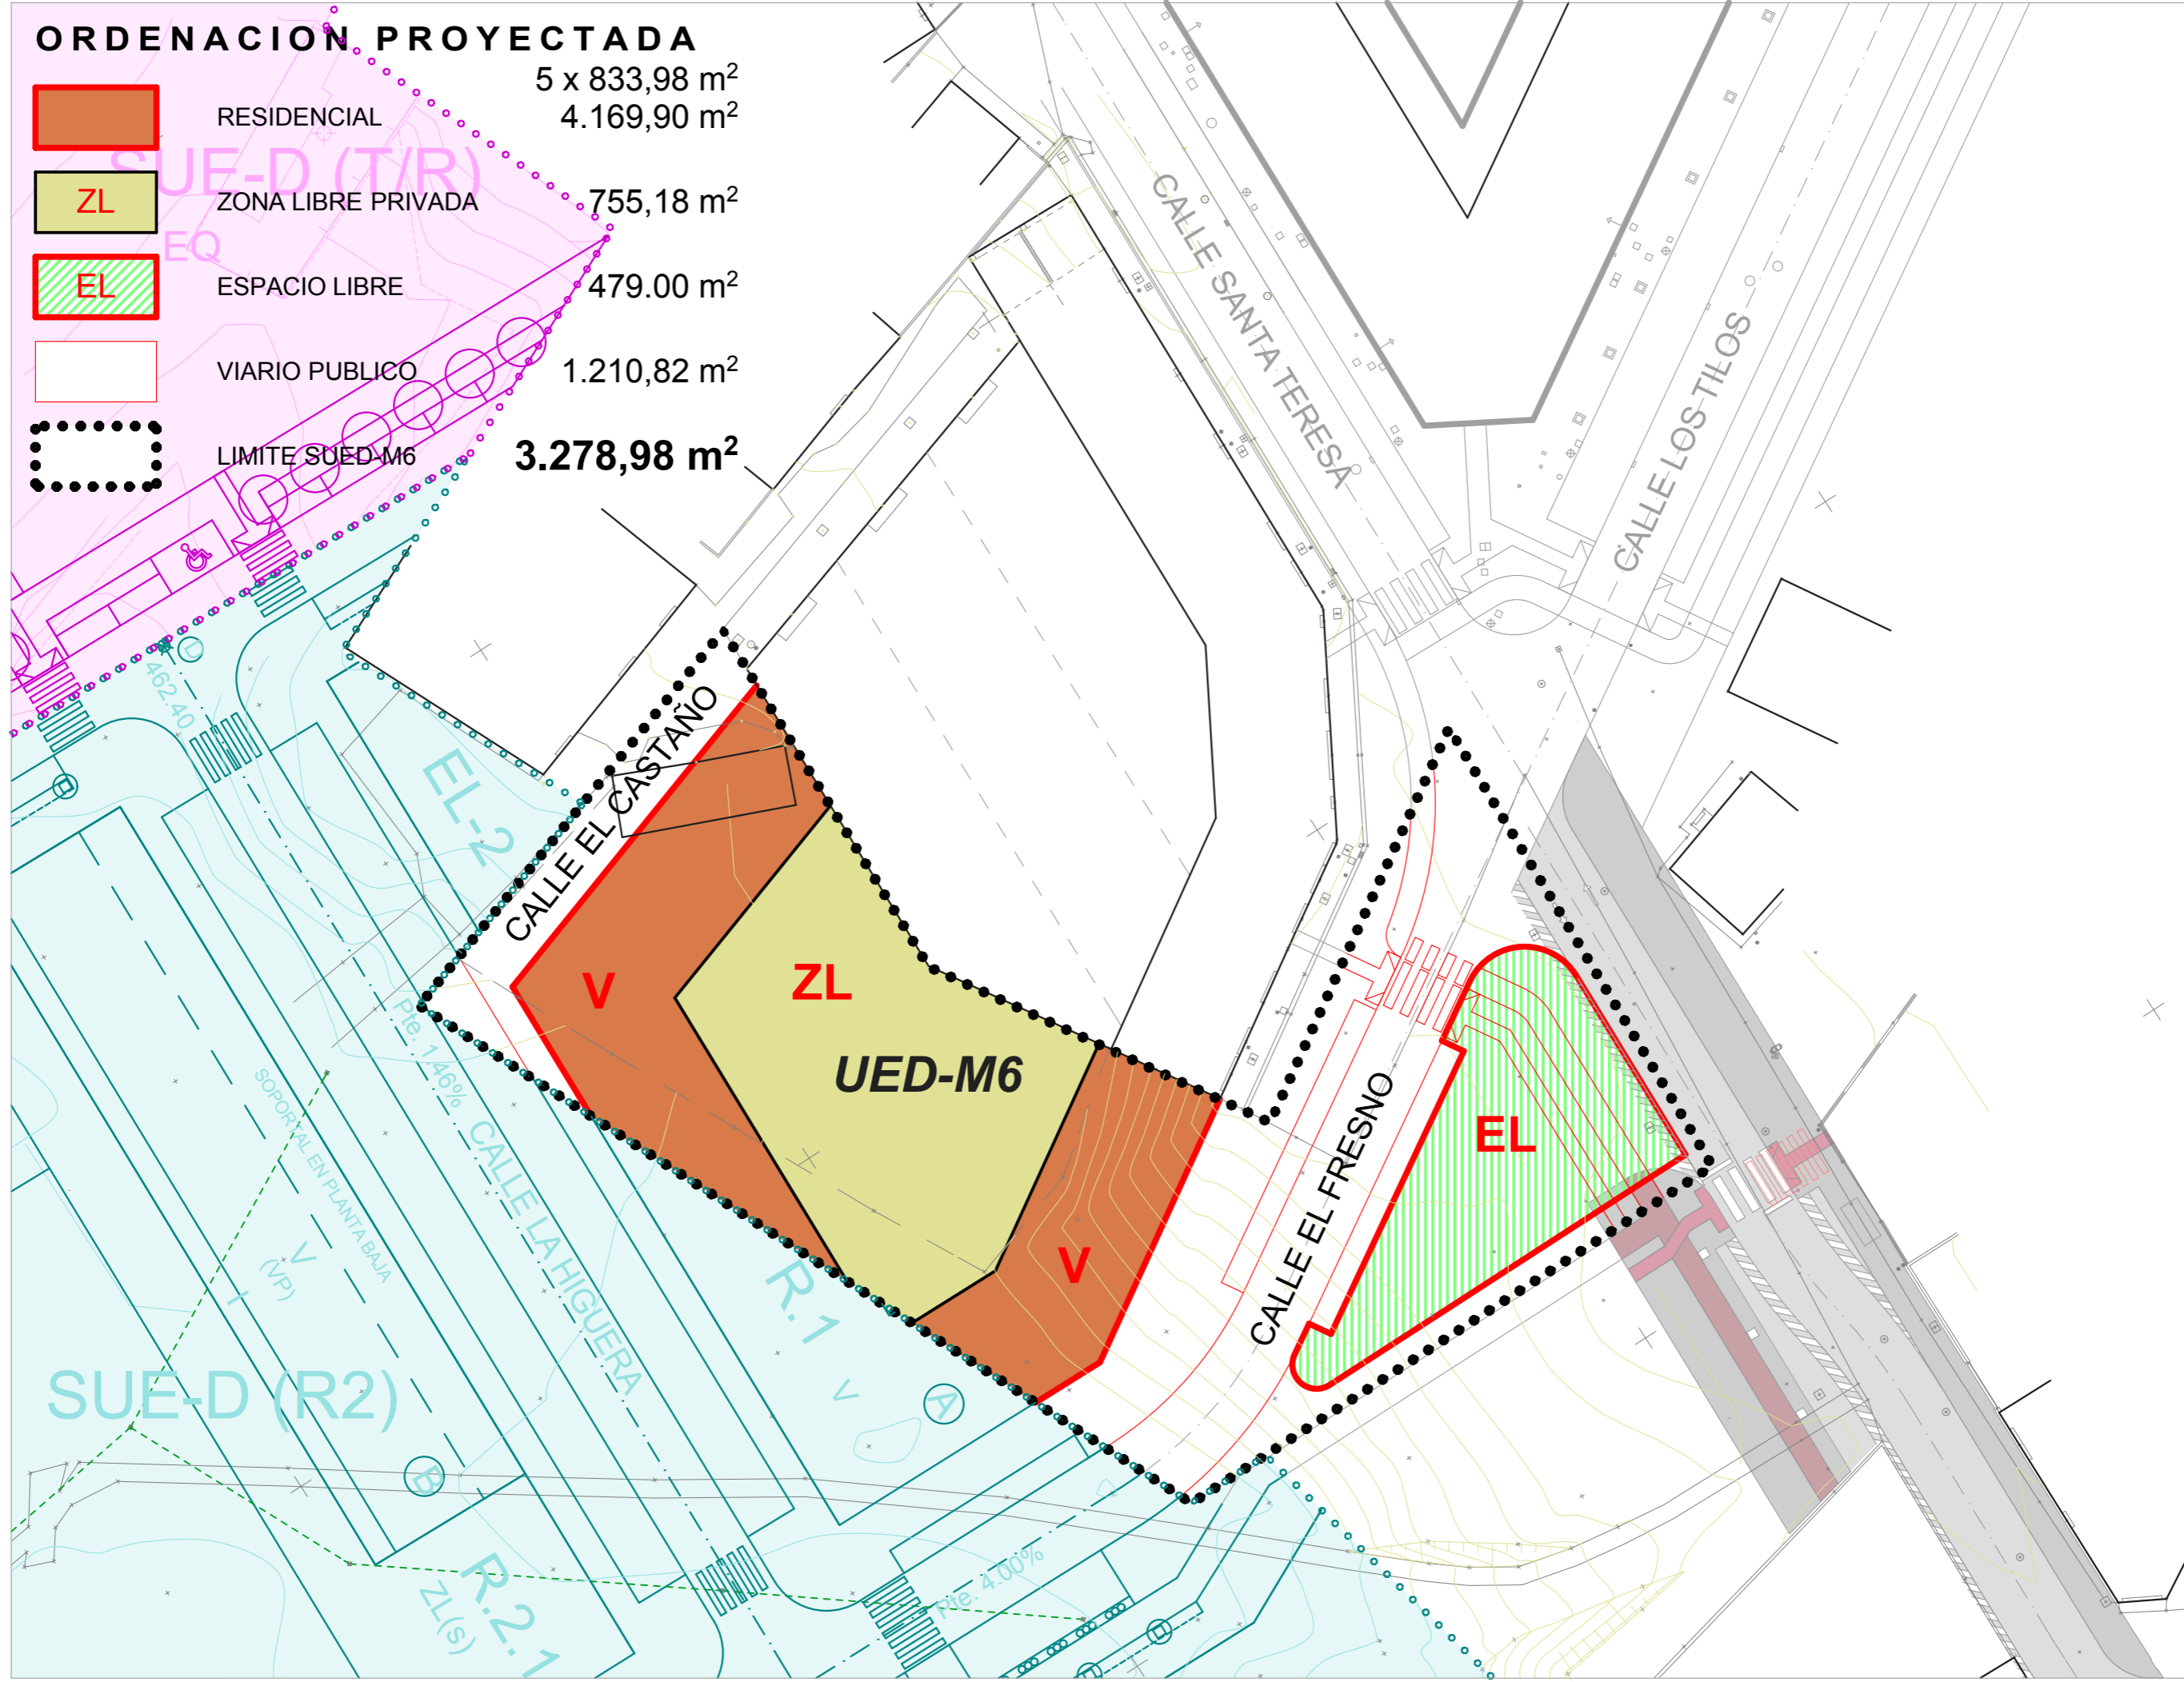 ORDENACION PROYECTADA
5 x 833,98 m²
RESIDENCIAL 4.169,90 m²
SUE-D (T/R)
ZL ZONA LIBRE PRIVADA 755,18 m²
EQ
EL ESPACIO LIBRE 479.00 m²
VIARIO PUBLICO 1.210,82 m²
LIMITE SUED-M6 3.278,98 m²
CALLE SANTA TERESA
CALLE LOS TILOS
D
462.40
EL-2
CALLE EL CASTAÑO
V
ZL
UED-M6
Pte. 1.46%
CALLE LA HIGUERA
SOPORTAL EN PLANTA BAJA
V
(VP)
I
CALLE EL FRESNO
EL
V
R.1
V
A
SUE-D (R2)
B
R.2.1
ZL(s)
Pte. 4.00%